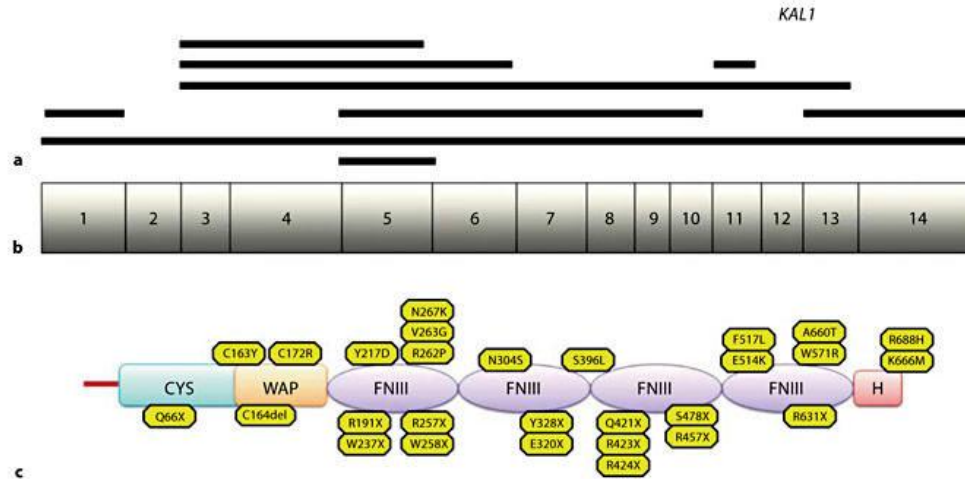 KAL1
a
1 2 3 4 5 6 7 8 9 10 11 12 13 14
b
N267K
V263G
R262P
C163Y C172R Y217D N304S S396L
F517L
E514K
A660T
W571R
R688H
K666M
CYS WAP FNIII FNIII FNIII FNIII H
Q66X C164del
R191X
W237X
R257X
W258X
Y328X
E320X
Q421X
R423X
R424X
S478X
R457X
R631X
c